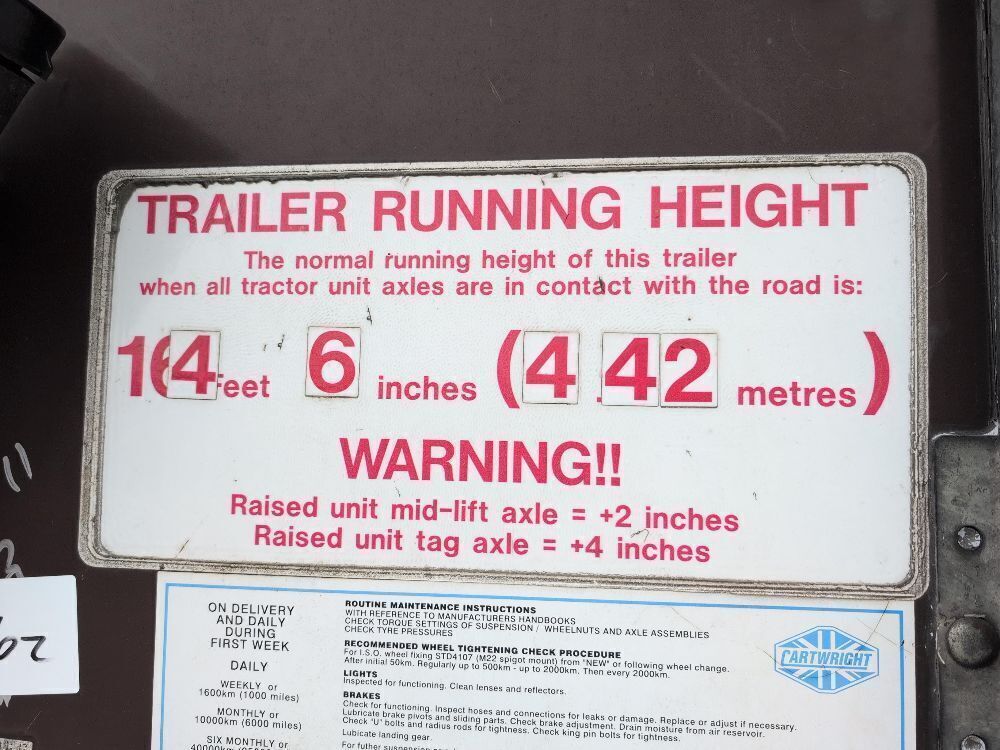 TRAILER RUNNING HEIGHT
The normal running height of this trailer
when all tractor unit axles are in contact with the road is:
14 feet 6 inches (4.42 metres)
WARNING!!
Raised unit mid-lift axle = +2 inches
Raised unit tag axle = +4 inches
ON DELIVERY
AND DAILY
DURING
FIRST WEEK
DAILY
WEEKLY or
1600km (1000 miles)
MONTHLY or
10000km (6000 miles)
SIX MONTHLY or
ROUTINE MAINTENANCE INSTRUCTIONS
WITH REFERENCE TO MANUFACTURERS HANDBOOKS
CHECK TORQUE SETTINGS OF SUSPENSION / WHEELNUTS AND AXLE ASSEMBLIES
CHECK TYRE PRESSURES
RECOMMENDED WHEEL TIGHTENING CHECK PROCEDURE
For I.S.O. wheel fixing STD4107 (M22 spigot mount) from "NEW" or following wheel change.
After initial 50km. Regularly up to 500km - up to 2000km. Then every 2000km.
LIGHTS
Inspected for functioning. Clean lenses and reflectors.
BRAKES
Check for functioning. Inspect hoses and connections for leaks or damage. Replace or adjust if necessary.
Lubricate brake pivots and sliding parts. Check brake adjustment. Drain moisture from air reservoir.
Check "U" bolts and radius rods for tightness. Check king pin bolts for tightness.
Lubicate landing gear.
For futher
CARTWRIGHT